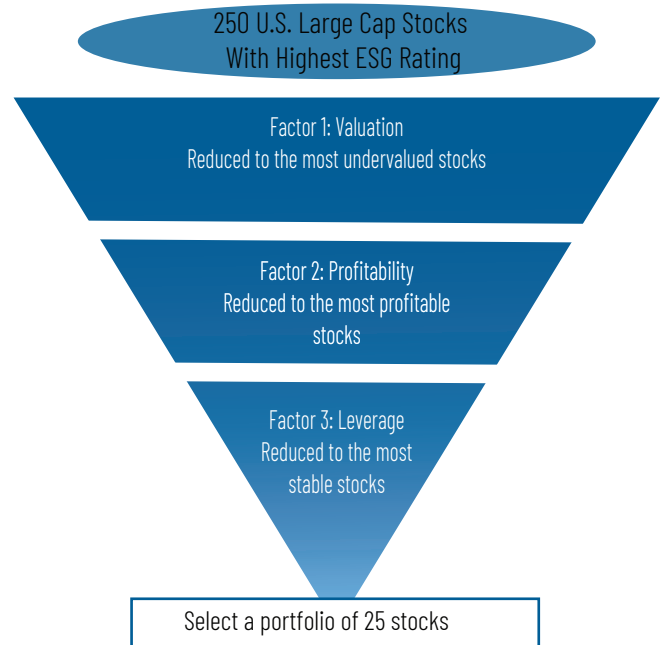 250 U.S. Large Cap Stocks
With Highest ESG Rating
Factor 1: Valuation
Reduced to the most undervalued stocks
Factor 2: Profitability
Reduced to the most profitable
stocks
Factor 3: Leverage
Reduced to the most
stable stocks
Select a portfolio of 25 stocks